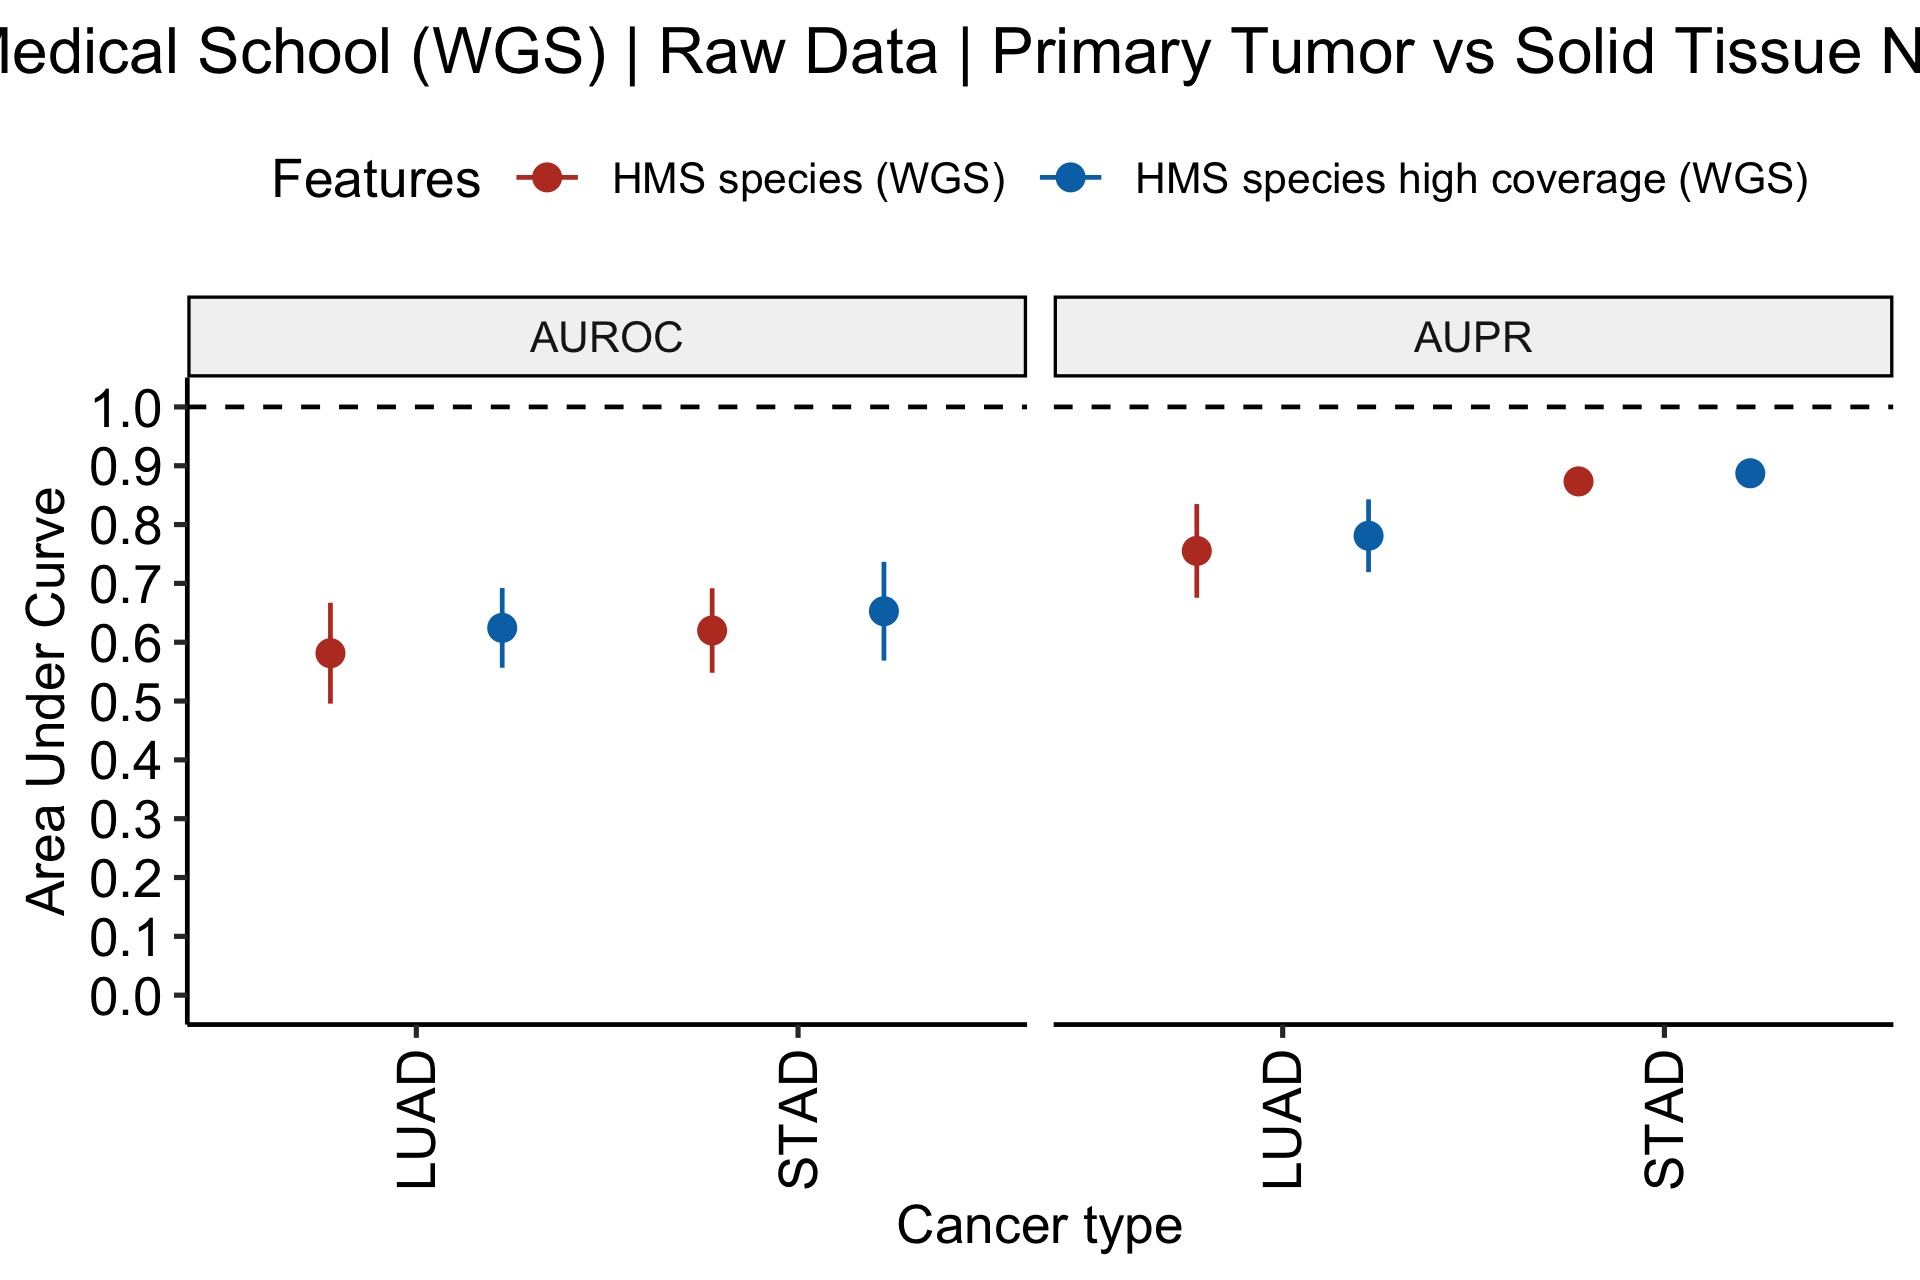 Medical School (WGS) | Raw Data | Primary Tumor vs Solid Tissue N
Features HMS species (WGS) HMS species high coverage (WGS)
AUROC AUPR
Area Under Curve
1.0
0.9
0.8
0.7
0.6
0.5
0.4
0.3
0.2
0.1
0.0
LUAD STAD LUAD STAD
Cancer type